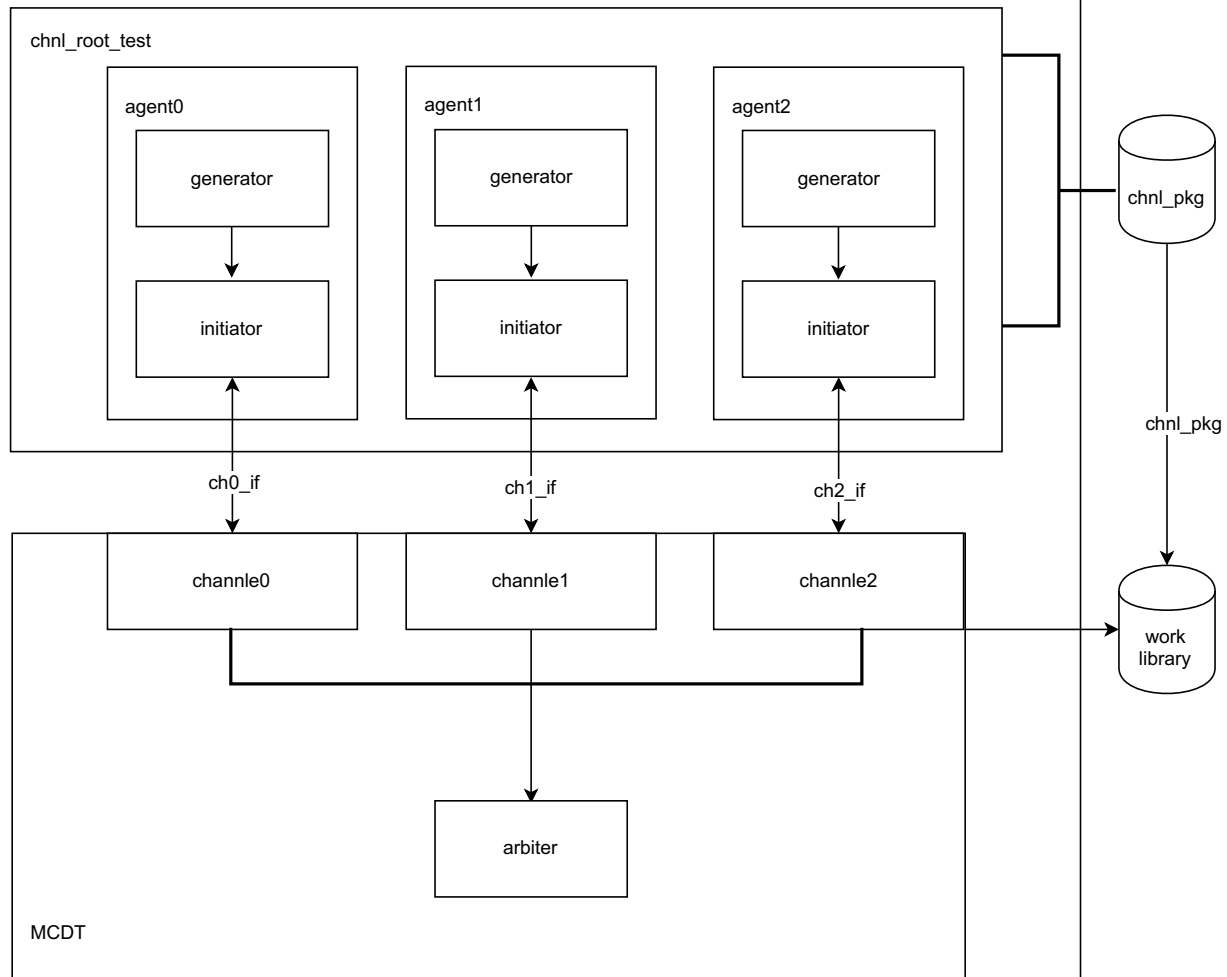 chnl_root_test
agent0
agent1
agent2
generator
generator
generator
chnl_pkg
initiator
initiator
initiator
chnl_pkg
ch0_if
ch1_if
ch2_if
channle0
channle1
channle2
work
library
arbiter
MCDT